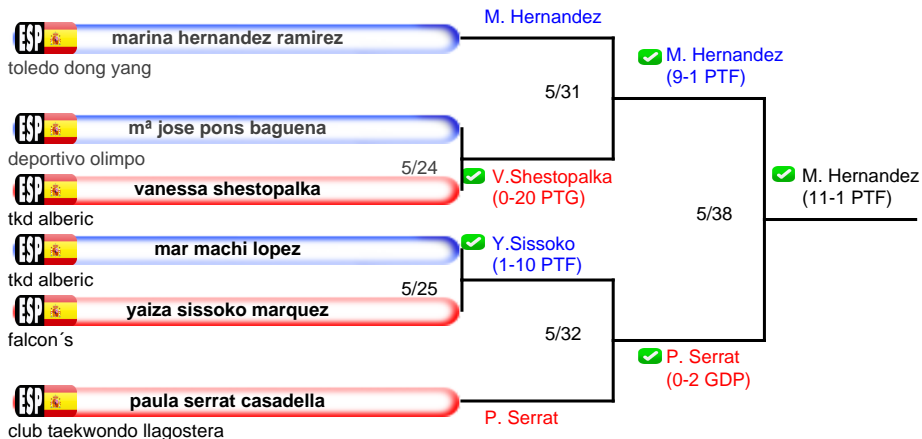 M. Hernandez
ESP marina hernandez ramirez
toledo dong yang
M. Hernandez
(9-1 PTF)
5/31
ESP mª jose pons baguena
deportivo olimpo
5/24
V.Shestopalka
(0-20 PTG)
ESP vanessa shestopalka
tkd alberic
M. Hernandez
(11-1 PTF)
5/38
ESP mar machi lopez
tkd alberic
Y.Sissoko
(1-10 PTF)
5/25
ESP yaiza sissoko marquez
falcon´s
5/32
P. Serrat
(0-2 GDP)
ESP paula serrat casadella
club taekwondo llagostera
P. Serrat